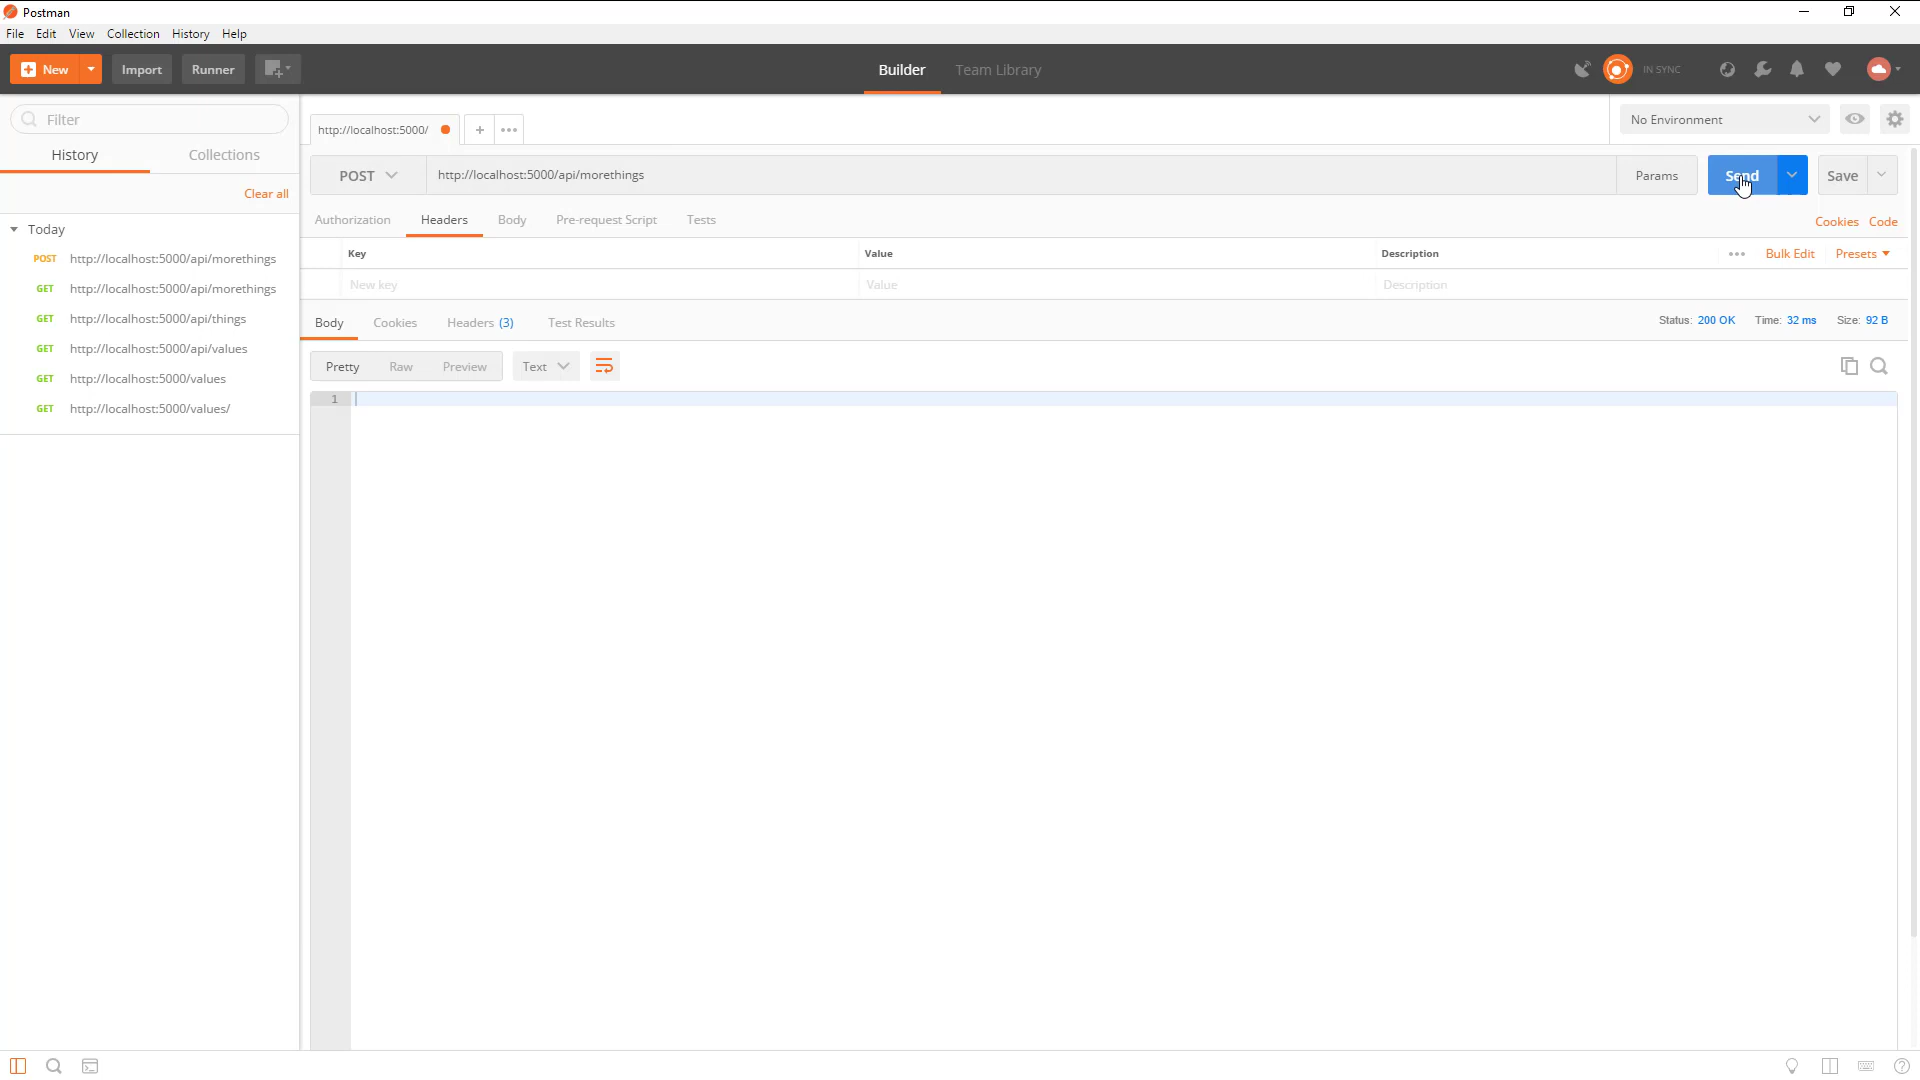 Postman
File Edit View Collection History Help
New Import Runner Builder Team Library IN SYNC
Filter
http://localhost:5000/ + No Environment
History Collections
POST http://localhost:5000/api/morethings Params Send Save
Clear all
Authorization Headers Body Pre-request Script Tests Cookies Code
Today
Key Value Description Bulk Edit Presets
POST http://localhost:5000/api/morethings
New key Value Description
GET http://localhost:5000/api/morethings
GET http://localhost:5000/api/things
Body Cookies Headers (3) Test Results Status: 200 OK Time: 32 ms Size: 92 B
GET http://localhost:5000/api/values
Pretty Raw Preview Text
GET http://localhost:5000/values
1
GET http://localhost:5000/values/